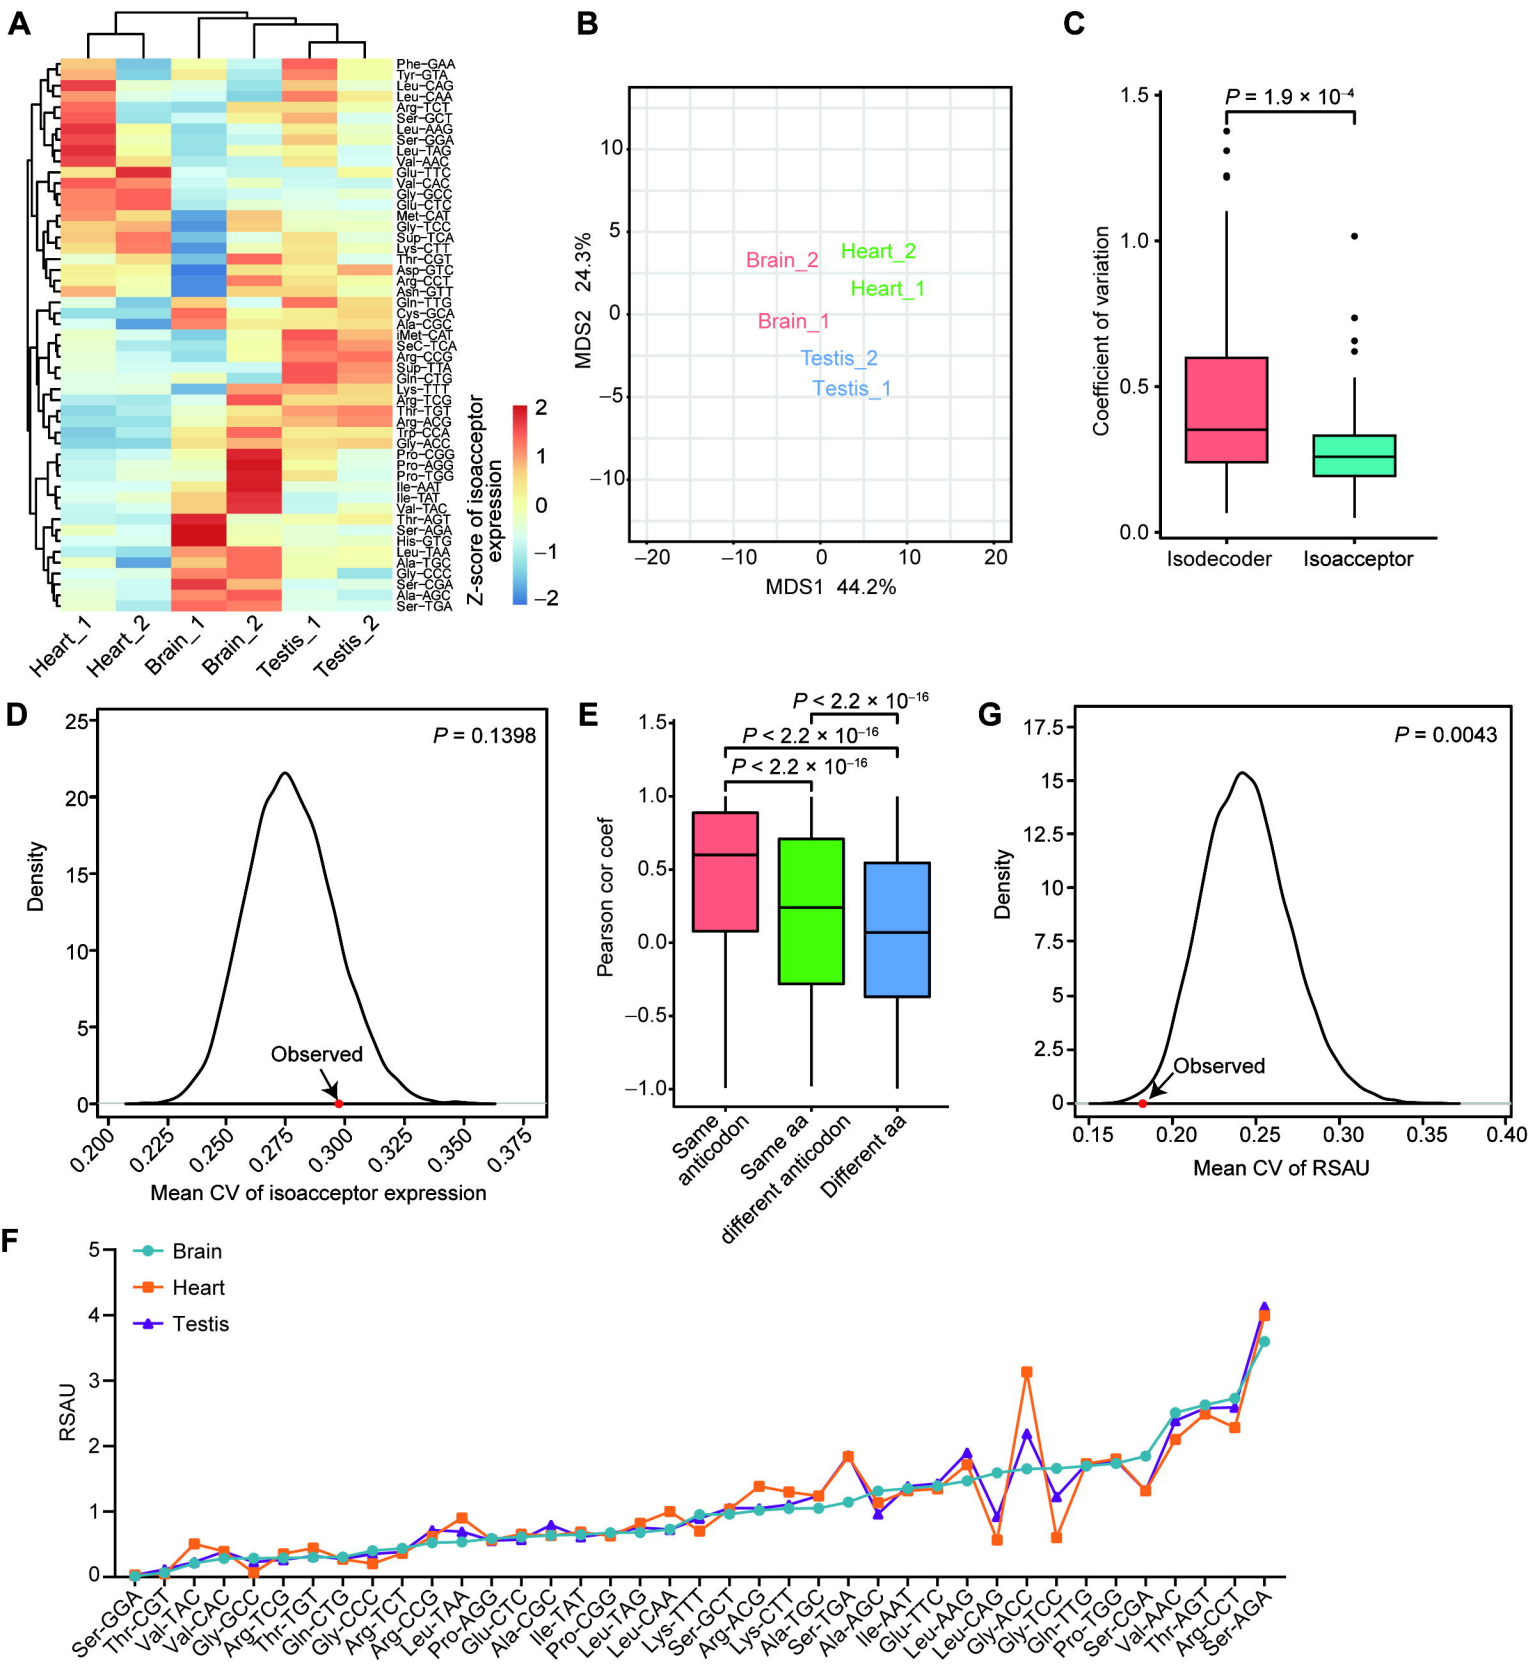 A
Phe-GAA
Tyr-GTA
Leu-CAG
Leu-CAA
Arg-TCT
Ser-GCT
Leu-AAG
Ser-GGA
Leu-TAG
Val-AAC
Glu-TTC
Val-CAC
Gly-GCC
Glu-CTC
Met-CAT
Gly-TCC
Sup-TCA
Lys-CTT
Thr-CGT
Asp-GTC
Arg-CCT
Asn-GTT
Gln-TTG
Cys-GCA
Ala-CGC
iMet-CAT
SeC-TCA
Arg-CCG
Sup-TTA
Gln-CTG
Lys-TTT
Arg-TCG
Thr-TGT
Arg-ACG
Trp-CCA
Gly-ACC
Pro-CGG
Pro-AGG
Pro-TGG
Ile-AAT
Ile-TAT
Val-TAC
Thr-AGT
Ser-AGA
His-GTG
Leu-TAA
Ala-TGC
Gly-CCC
Ser-CGA
Ala-AGC
Ser-TGA
Heart_1
Heart_2
Brain_1
Brain_2
Testis_1
Testis_2
Z-score of isoacceptor
expression
2
1
0
−1
−2
B
MDS2 24.3%
10
5
0
−5
−10
Brain_2
Heart_2
Heart_1
Brain_1
Testis_2
Testis_1
−20
−10
0
10
20
MDS1 44.2%
C
Coefficient of variation
1.5
1.0
0.5
0.0
P = 1.9 × 10⁻⁴
Isodecoder
Isoacceptor
D
Density
25
20
15
10
5
0
P = 0.1398
Observed
0.200
0.225
0.250
0.275
0.300
0.325
0.350
0.375
Mean CV of isoacceptor expression
E
Pearson cor coef
1.5
1.0
0.5
0.0
−0.5
−1.0
P < 2.2 × 10⁻¹⁶
P < 2.2 × 10⁻¹⁶
P < 2.2 × 10⁻¹⁶
Same
anticodon
Same aa
different anticodon
Different aa
G
Density
17.5
15
12.5
10
7.5
5
2.5
0
P = 0.0043
Observed
0.15
0.20
0.25
0.30
0.35
0.40
Mean CV of RSAU
F
RSAU
5
4
3
2
1
0
Brain
Heart
Testis
Ser-GGA
Thr-CGT
Val-TAC
Val-CAC
Gly-GCC
Arg-TCG
Thr-TGT
Gln-CTG
Gly-CCC
Arg-TCT
Arg-CCG
Leu-TAA
Pro-AGG
Glu-CTC
Ala-CGC
Ile-TAT
Pro-CGG
Leu-TAG
Leu-CAA
Lys-TTT
Ser-GCT
Arg-ACG
Lys-CTT
Ala-TGC
Ser-TGA
Ala-AGC
Ile-AAT
Glu-TTC
Leu-AAG
Leu-CAG
Gly-ACC
Gly-TCC
Gln-TTG
Pro-TGG
Ser-CGA
Val-AAC
Thr-AGT
Arg-CCT
Ser-AGA